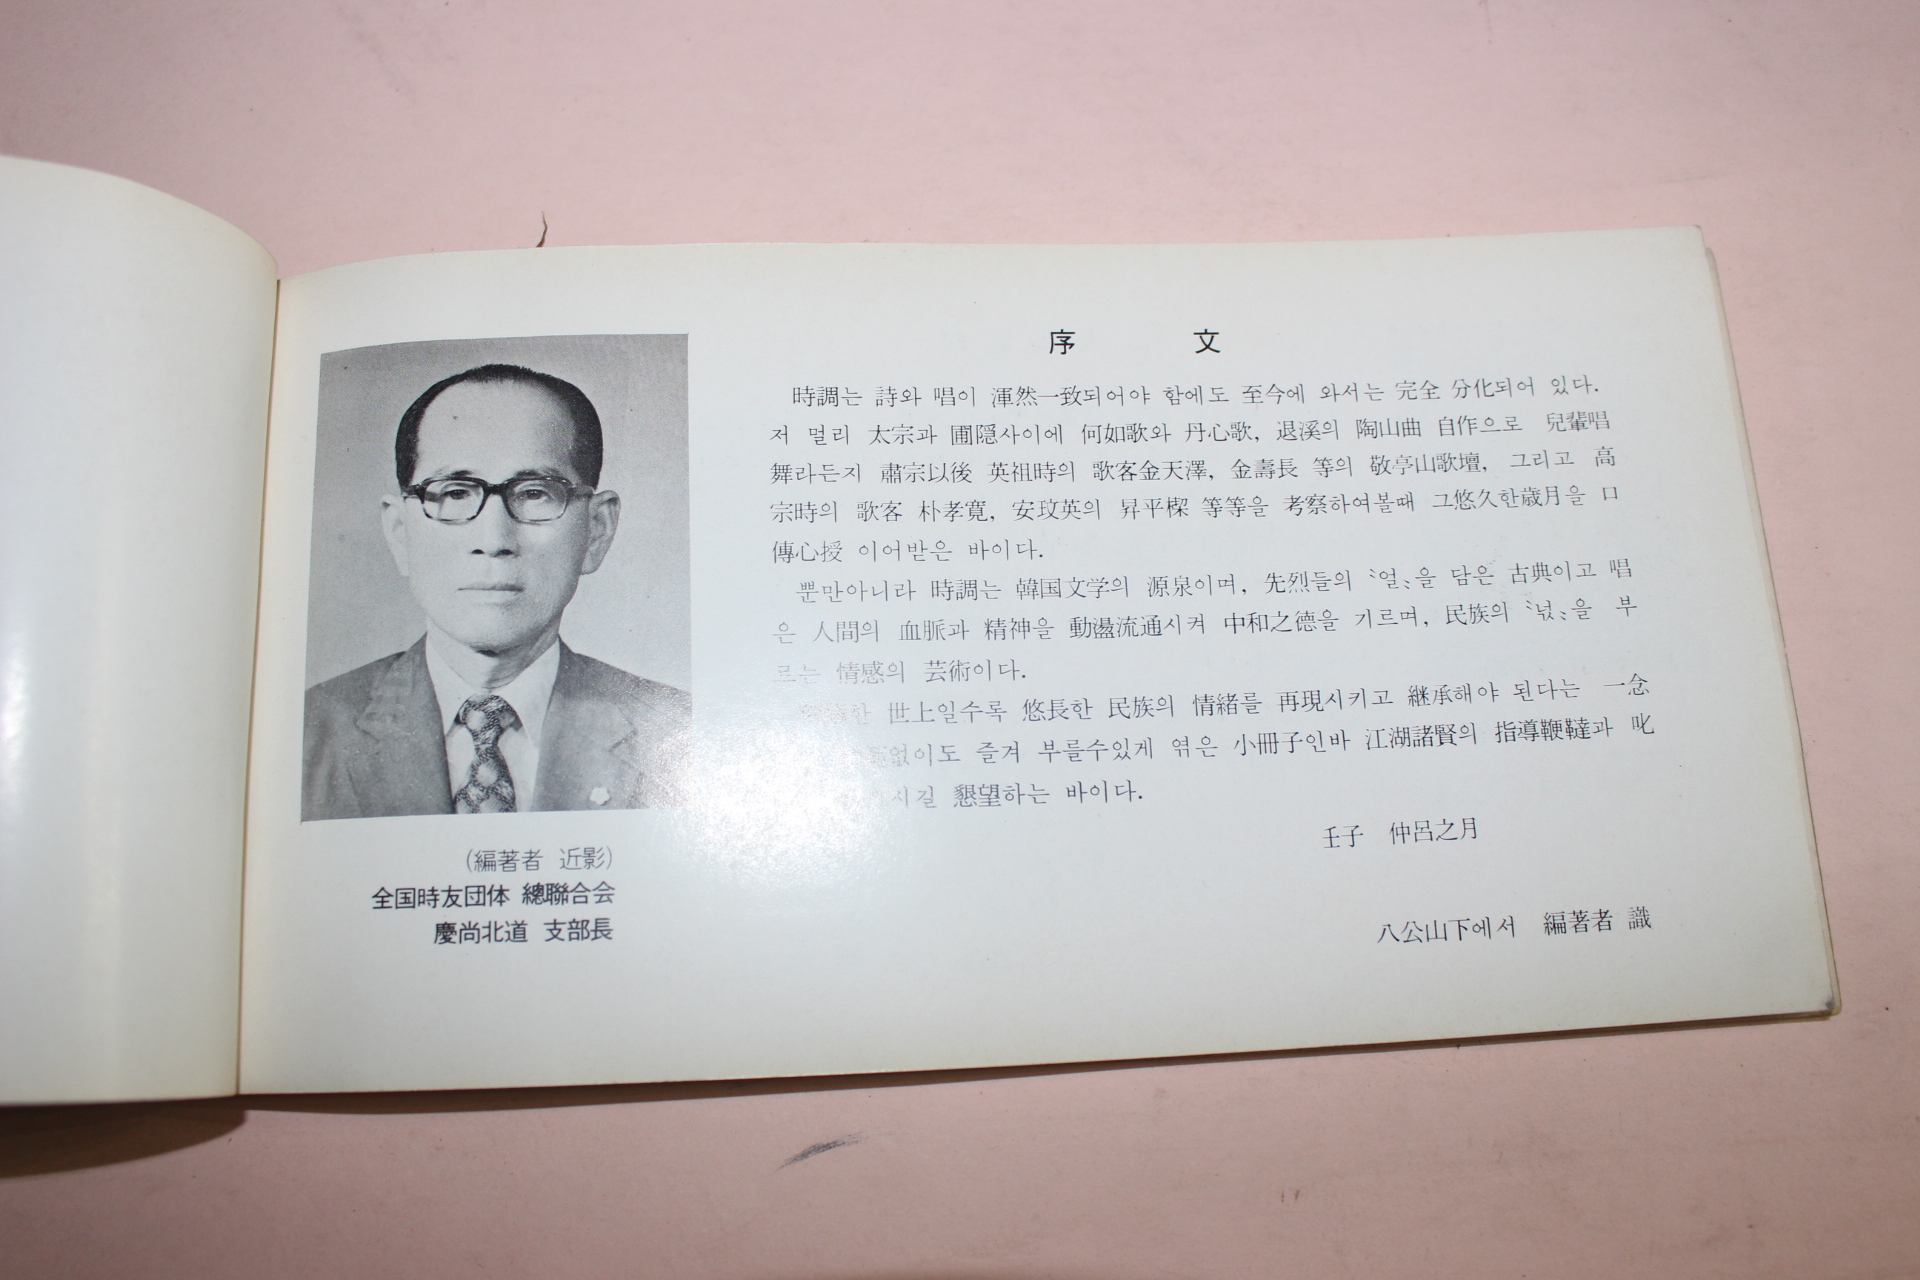 序 文
時調는 詩와 唱이 渾然一致되어야 함에도 至今에 와서는 完全 分化되어 있다.
저 멀리 太宗과 圃隠사이에 何如歌와 丹心歌, 退溪의 陶山曲 自作으로 兒輩唱
舞라든지 肅宗以後 英祖時의 歌客金天澤, 金壽長 等의 敬亭山歌壇, 그리고 高
宗時의 歌客 朴孝寬, 安玟英의 昇平稧 等等을 考察하여볼때 그悠久한歳月을 口
傳心授 이어받은 바이다.
뿐만아니라 時調는 韓国文学의 源泉이며, 先烈들의 〝얼〟을 담은 古典이고 唱
은 人間의 血脈과 精神을 動盪流通시켜 中和之德을 기르며, 民族의 〝넋〟을 부
르는 情感의 芸術이다.
한 世上일수록 悠長한 民族의 情緒를 再現시키고 継承해야 된다는 一念
없이도 즐겨 부를수있게 엮은 小冊子인바 江湖諸賢의 指導鞭韃과 叱
시길 懇望하는 바이다.
壬子 仲呂之月
八公山下에서 編著者 識
(編著者 近影)
全国時友団体 總聯合会
慶尚北道 支部長